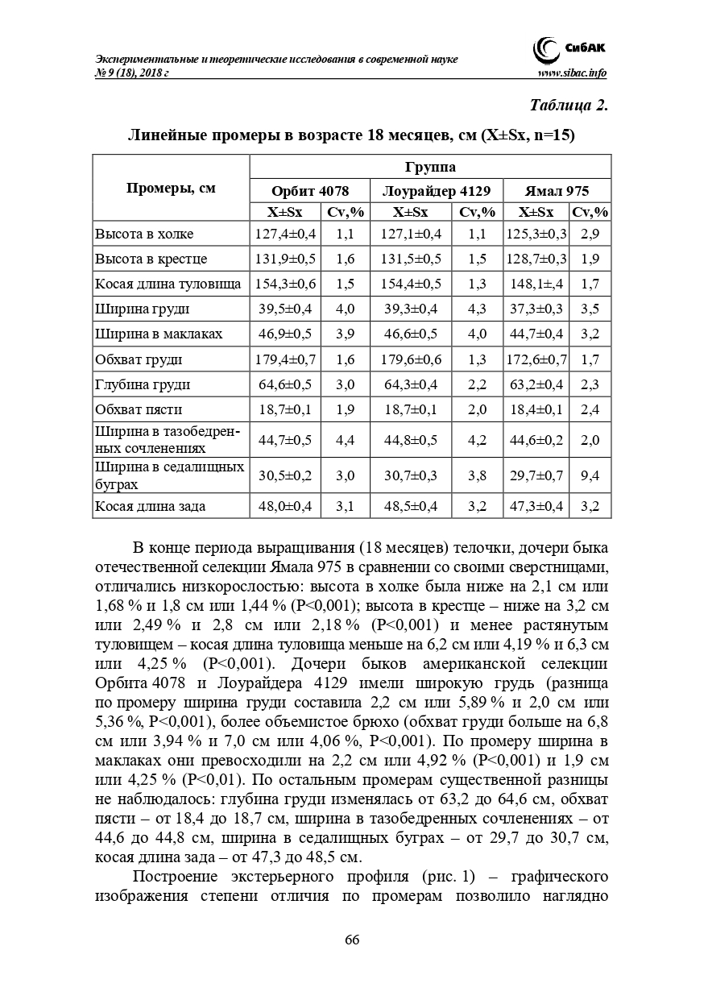 СибАК
Экспериментальные и теоретические исследования в современной науке
№ 9 (18), 2018 г www.sibac.info
Таблица 2.
Линейные промеры в возрасте 18 месяцев, см (X±Sx, n=15)
Промеры, см Группа
Орбит 4078 Лоурайдер 4129 Ямал 975
X±Sx Cv,% X±Sx Cv,% X±Sx Cv,%
Высота в холке 127,4±0,4 1,1 127,1±0,4 1,1 125,3±0,3 2,9
Высота в крестце 131,9±0,5 1,6 131,5±0,5 1,5 128,7±0,3 1,9
Косая длина туловища 154,3±0,6 1,5 154,4±0,5 1,3 148,1±,4 1,7
Ширина груди 39,5±0,4 4,0 39,3±0,4 4,3 37,3±0,3 3,5
Ширина в маклаках 46,9±0,5 3,9 46,6±0,5 4,0 44,7±0,4 3,2
Обхват груди 179,4±0,7 1,6 179,6±0,6 1,3 172,6±0,7 1,7
Глубина груди 64,6±0,5 3,0 64,3±0,4 2,2 63,2±0,4 2,3
Обхват пясти 18,7±0,1 1,9 18,7±0,1 2,0 18,4±0,1 2,4
Ширина в тазобедрен-
ных сочленениях 44,7±0,5 4,4 44,8±0,5 4,2 44,6±0,2 2,0
Ширина в седалищных
буграх 30,5±0,2 3,0 30,7±0,3 3,8 29,7±0,7 9,4
Косая длина зада 48,0±0,4 3,1 48,5±0,4 3,2 47,3±0,4 3,2
В конце периода выращивания (18 месяцев) телочки, дочери быка
отечественной селекции Ямала 975 в сравнении со своими сверстницами,
отличались низкорослостью: высота в холке была ниже на 2,1 см или
1,68 % и 1,8 см или 1,44 % (Р<0,001); высота в крестце – ниже на 3,2 см
или 2,49 % и 2,8 см или 2,18 % (Р<0,001) и менее растянутым
туловищем – косая длина туловища меньше на 6,2 см или 4,19 % и 6,3 см
или 4,25 % (Р<0,001). Дочери быков американской селекции
Орбита 4078 и Лоурайдера 4129 имели широкую грудь (разница
по промеру ширина груди составила 2,2 см или 5,89 % и 2,0 см или
5,36 %, Р<0,001), более объемистое брюхо (обхват груди больше на 6,8
см или 3,94 % и 7,0 см или 4,06 %, Р<0,001). По промеру ширина в
маклаках они превосходили на 2,2 см или 4,92 % (Р<0,001) и 1,9 см
или 4,25 % (Р<0,01). По остальным промерам существенной разницы
не наблюдалось: глубина груди изменялась от 63,2 до 64,6 см, обхват
пясти – от 18,4 до 18,7 см, ширина в тазобедренных сочленениях – от
44,6 до 44,8 см, ширина в седалищных буграх – от 29,7 до 30,7 см,
косая длина зада – от 47,3 до 48,5 см.
Построение экстерьерного профиля (рис. 1) – графического
изображения степени отличия по промерам позволило наглядно
66